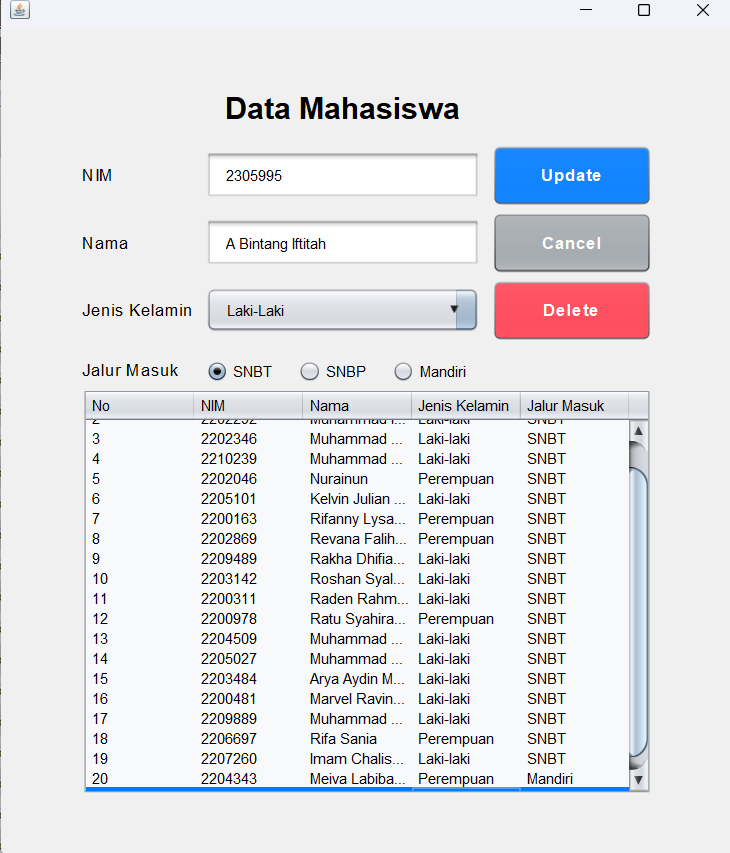 Data Mahasiswa
NIM 2305995 Update
Nama A Bintang Iftitah Cancel
Jenis Kelamin Laki-Laki Delete
Jalur Masuk SNBT SNBP Mandiri
No NIM Nama Jenis Kelamin Jalur Masuk
2 2202292 Muhammad I... Laki-laki SNBT
3 2202346 Muhammad ... Laki-laki SNBT
4 2210239 Muhammad ... Laki-laki SNBT
5 2202046 Nurainun Perempuan SNBT
6 2205101 Kelvin Julian ... Laki-laki SNBT
7 2200163 Rifanny Lysa... Perempuan SNBT
8 2202869 Revana Falih... Perempuan SNBT
9 2209489 Rakha Dhifia... Laki-laki SNBT
10 2203142 Roshan Syal... Laki-laki SNBT
11 2200311 Raden Rahm... Laki-laki SNBT
12 2200978 Ratu Syahira... Perempuan SNBT
13 2204509 Muhammad ... Laki-laki SNBT
14 2205027 Muhammad ... Laki-laki SNBT
15 2203484 Arya Aydin M... Laki-laki SNBT
16 2200481 Marvel Ravin... Laki-laki SNBT
17 2209889 Muhammad ... Laki-laki SNBT
18 2206697 Rifa Sania Perempuan SNBT
19 2207260 Imam Chalis... Laki-laki SNBT
20 2204343 Meiva Labiba... Perempuan Mandiri